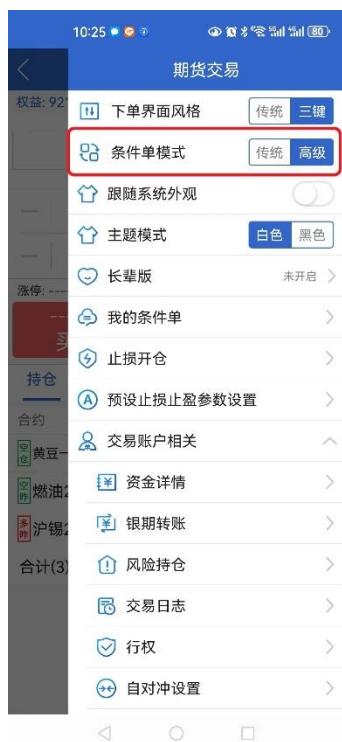 10:25
80
期货交易
权益: 92
下单界面风格 传统 三键
条件单模式 传统 高级
跟随系统外观
主题模式 白色 黑色
涨停: ----
长辈版 未开启
我的条件单
止损开仓
持仓
预设止损止盈参数设置
合约
交易账户相关
空仓 黄豆一
资金详情
空昨 燃油2
银期转账
多昨 沪锡2
风险持仓
合计(3)
交易日志
行权
自对冲设置